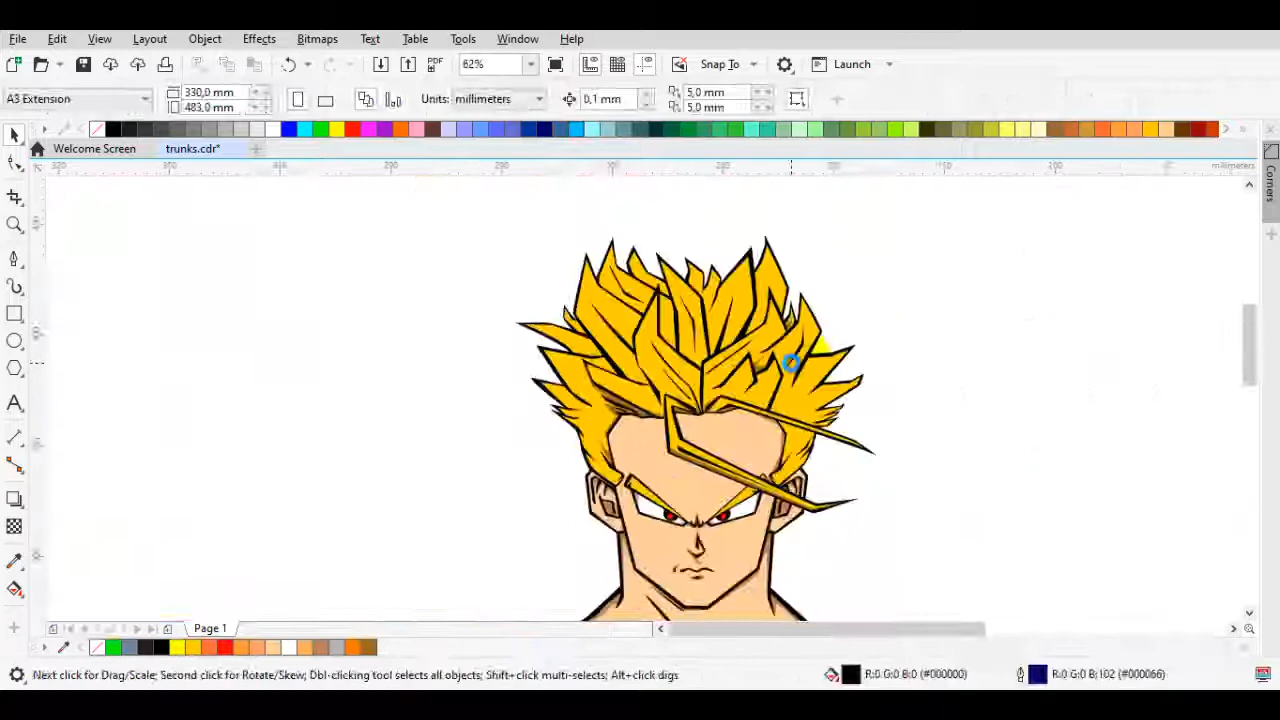 File Edit View Layout Object Effects Bitmaps Text Table Tools Window Help
PDF 62% Snap To Launch
A3 Extension 330,0 mm 483,0 mm Units: millimeters 0,1 mm 5,0 mm 5,0 mm
Welcome Screen trunks.cdr*
millimeters
Corners
Page 1
Next click for Drag/Scale; Second click for Rotate/Skew; Dbl-clicking tool selects all objects; Shift+click multi-selects; Alt+click digs R:0 G:0 B:0 (#000000) R:0 G:0 B:102 (#000066)